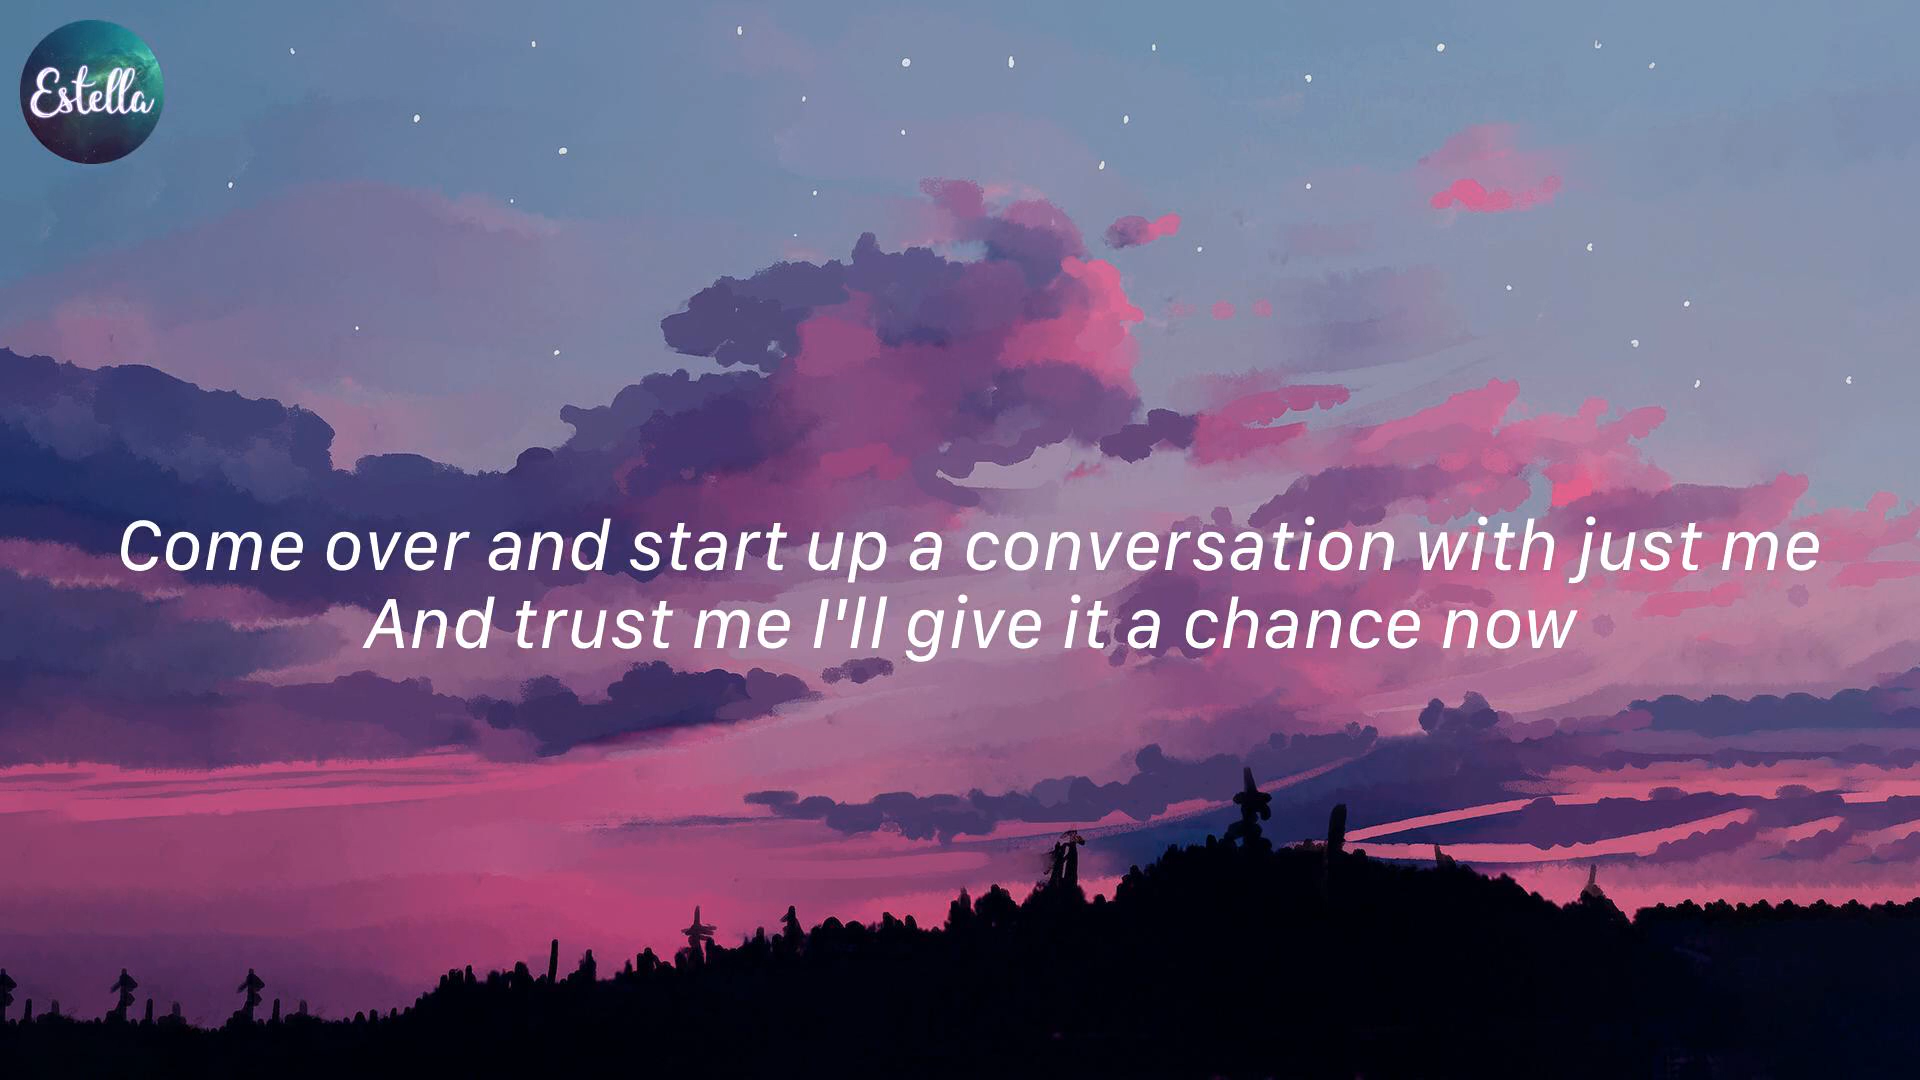 Estella
Come over and start up a conversation with just me
And trust me I'll give it a chance now